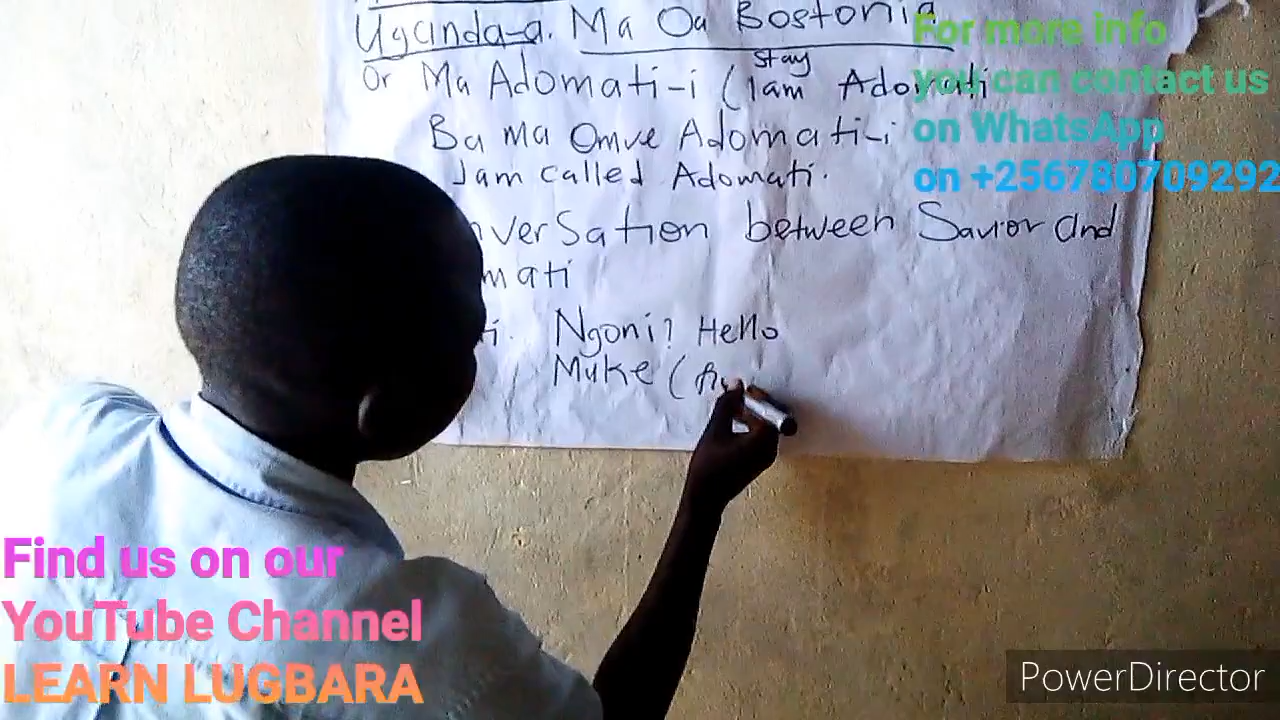 Uganda-a. Ma Oa Bostonia
stay
Or Ma Adomati-i (Iam Adomati
Ba Ma Omve Adomati-i
Iam called Adomati.
nversation between Savior and
mati
i. Ngoni? Hello
Muke (
For more info
you can contact us
on WhatsApp
on +256780709292
Find us on our
YouTube Channel
LEARN LUGBARA
PowerDirector